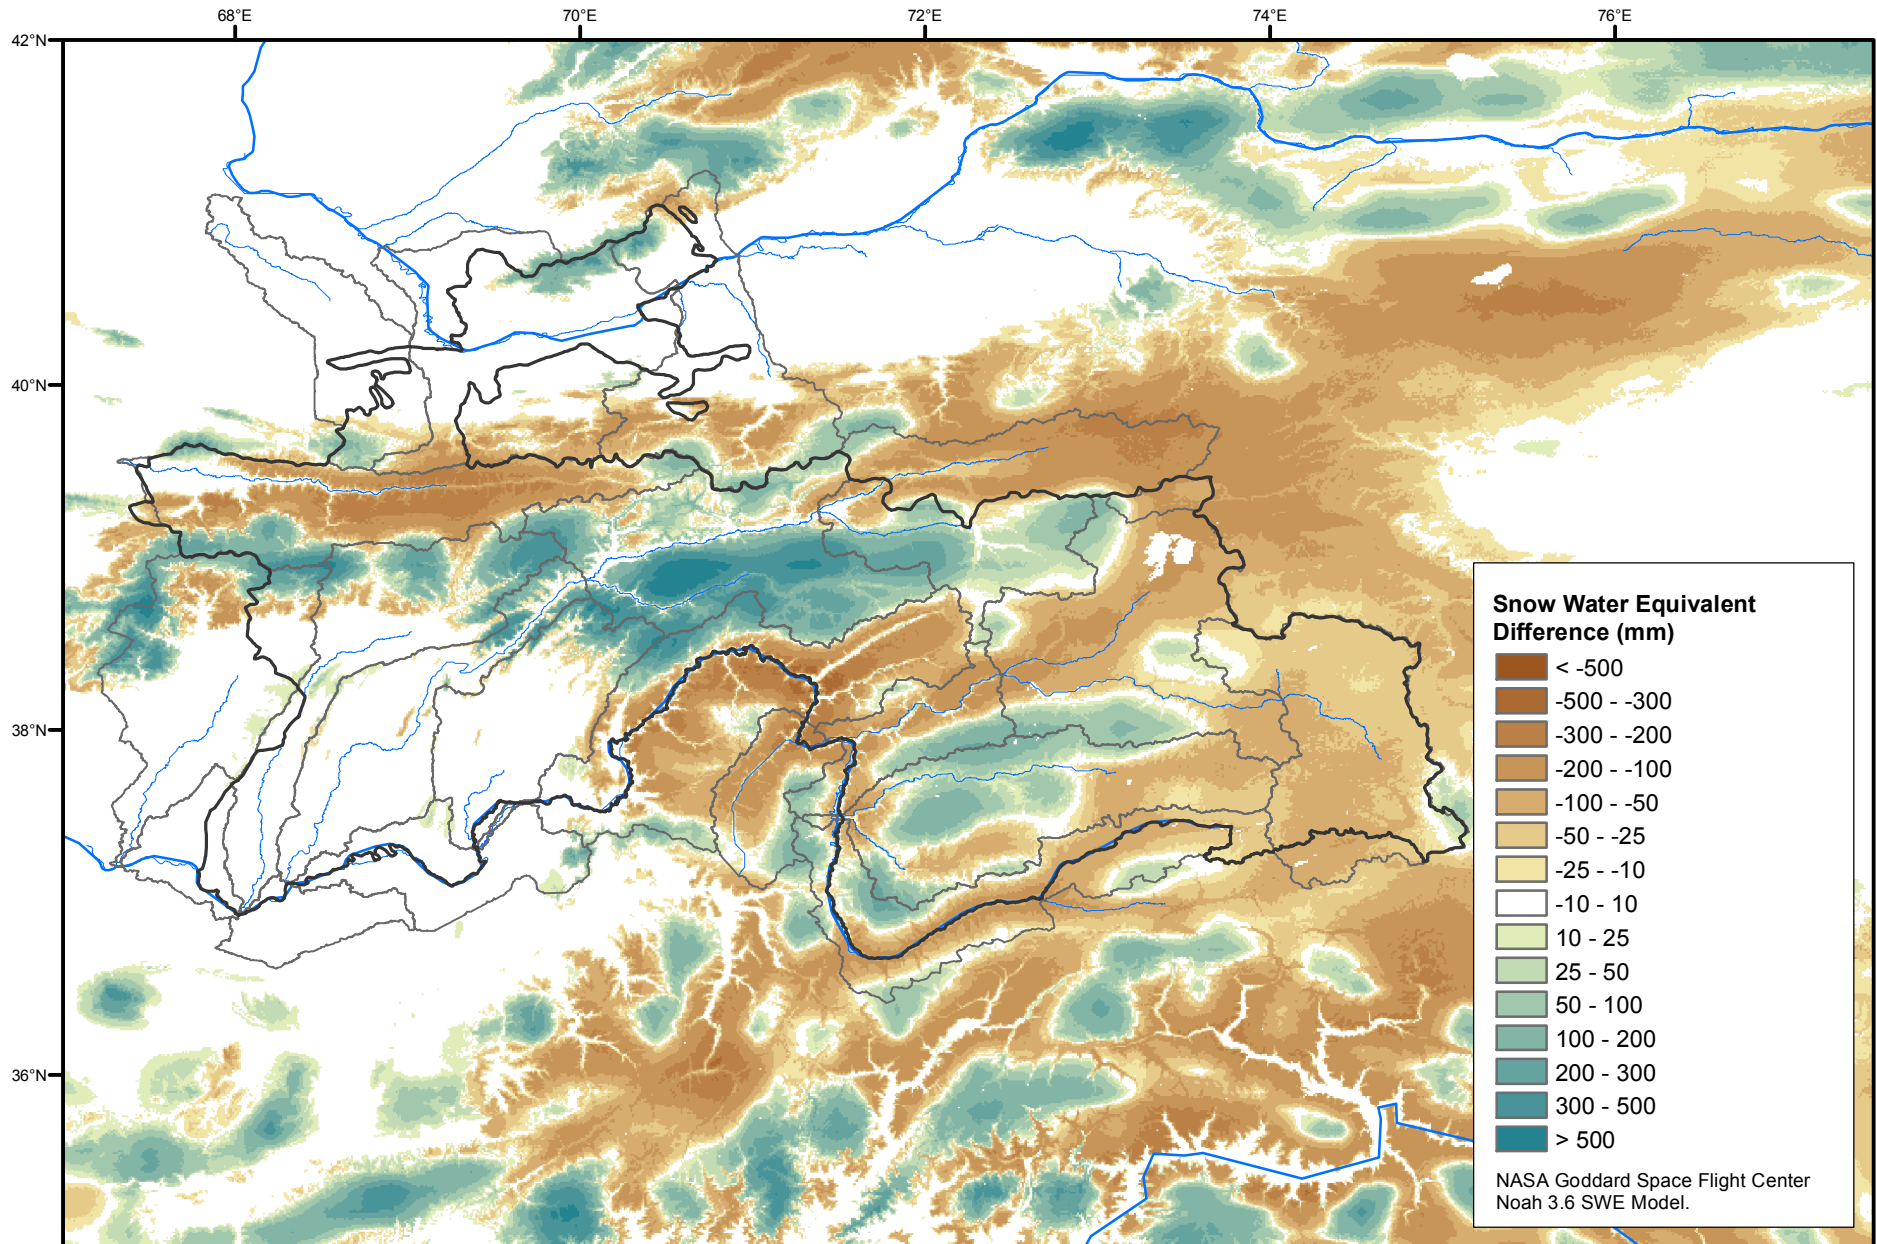 68°E 70°E 72°E 74°E 76°E
42°N
40°N
38°N
36°N
Snow Water Equivalent
Difference (mm)
< -500
-500 - -300
-300 - -200
-200 - -100
-100 - -50
-50 - -25
-25 - -10
-10 - 10
10 - 25
25 - 50
50 - 100
100 - 200
200 - 300
300 - 500
> 500
NASA Goddard Space Flight Center
Noah 3.6 SWE Model.